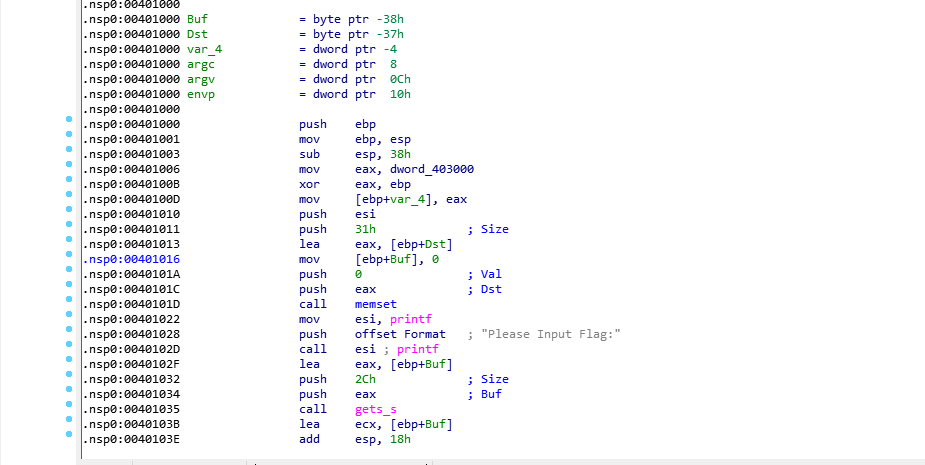 .nsp0:00401000
.nsp0:00401000 Buf = byte ptr -38h
.nsp0:00401000 Dst = byte ptr -37h
.nsp0:00401000 var_4 = dword ptr -4
.nsp0:00401000 argc = dword ptr 8
.nsp0:00401000 argv = dword ptr 0Ch
.nsp0:00401000 envp = dword ptr 10h
.nsp0:00401000
.nsp0:00401000 push ebp
.nsp0:00401001 mov ebp, esp
.nsp0:00401003 sub esp, 38h
.nsp0:00401006 mov eax, dword_403000
.nsp0:0040100B xor eax, ebp
.nsp0:0040100D mov [ebp+var_4], eax
.nsp0:00401010 push esi
.nsp0:00401011 push 31h ; Size
.nsp0:00401013 lea eax, [ebp+Dst]
.nsp0:00401016 mov [ebp+Buf], 0
.nsp0:0040101A push 0 ; Val
.nsp0:0040101C push eax ; Dst
.nsp0:0040101D call memset
.nsp0:00401022 mov esi, printf
.nsp0:00401028 push offset Format ; "Please Input Flag:"
.nsp0:0040102D call esi ; printf
.nsp0:0040102F lea eax, [ebp+Buf]
.nsp0:00401032 push 2Ch ; Size
.nsp0:00401034 push eax ; Buf
.nsp0:00401035 call gets_s
.nsp0:0040103B lea ecx, [ebp+Buf]
.nsp0:0040103E add esp, 18h